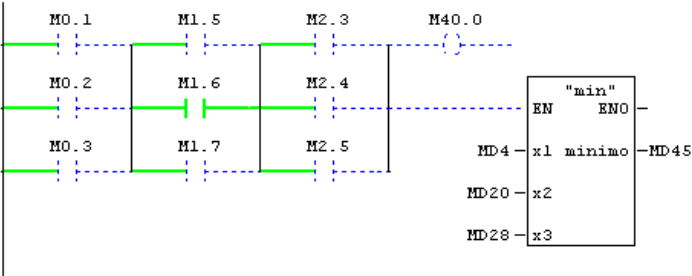 M0.1 M1.5 M2.3 M40.0
M0.2 M1.6 M2.4
"min"
EN ENO
M0.3 M1.7 M2.5
MD4 x1 minimo MD45
MD20 x2
MD28 x3